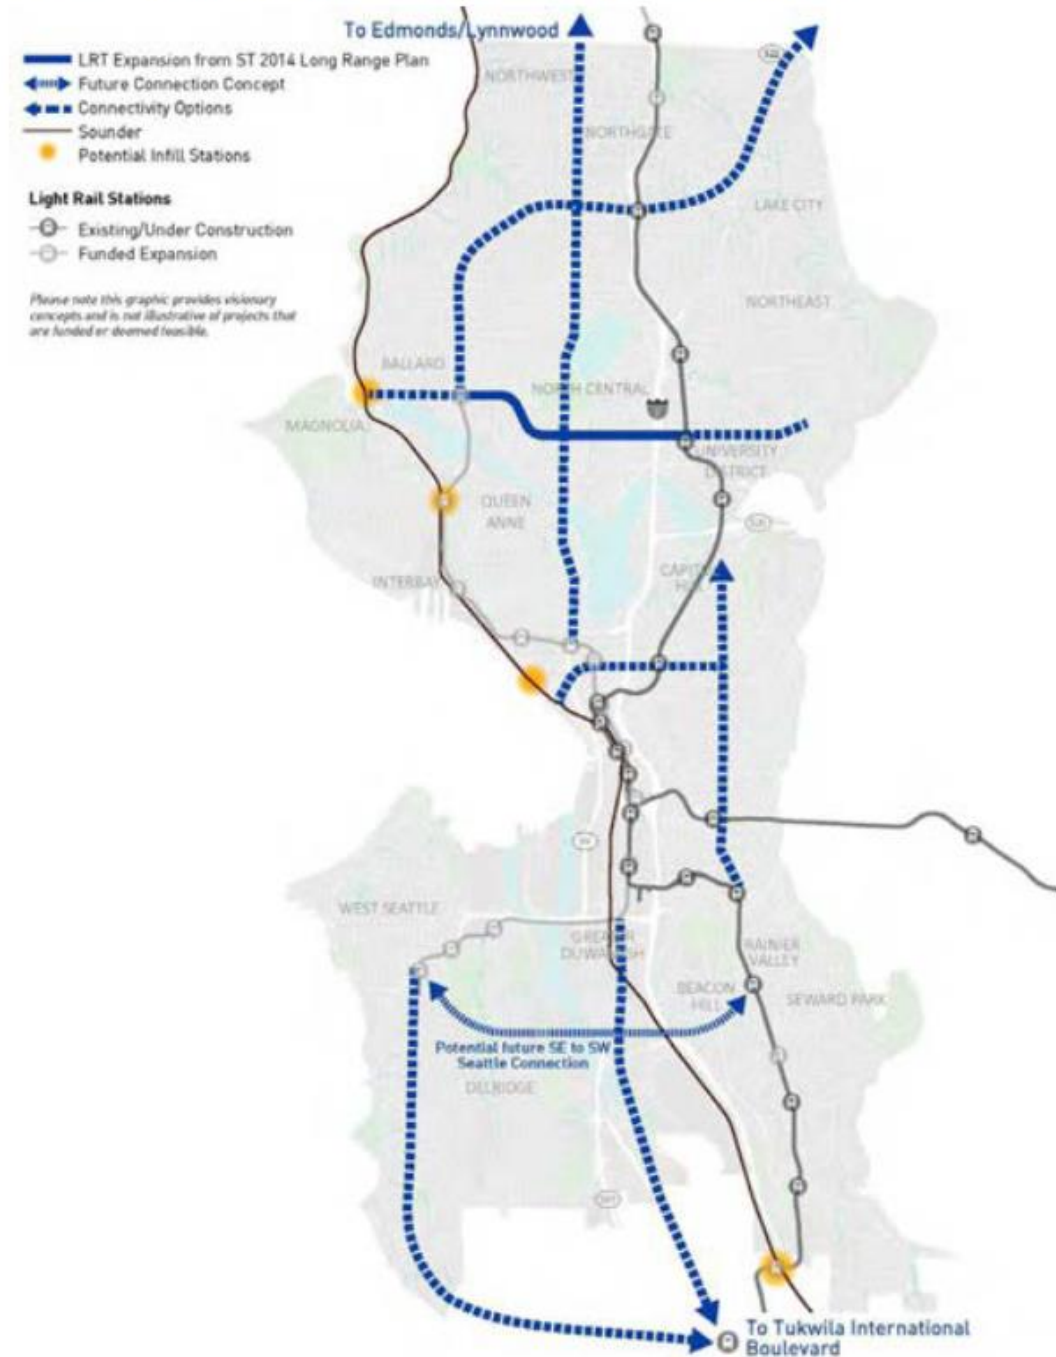 To Edmonds/Lynnwood
LRT Expansion from ST 2014 Long Range Plan
Future Connection Concept
Connectivity Options
Sounder
Potential Infill Stations
Light Rail Stations
Existing/Under Construction
Funded Expansion
Please note this graphic provides visionary
concepts and is not illustrative of projects that
are funded or deemed feasible.
NORTHWEST
NORTHGATE
LAKE CITY
NORTHEAST
BALLARD
NORTH CENTRAL
MAGNOLIA
UNIVERSITY
DISTRICT
QUEEN
ANNE
CAPITOL
HILL
INTERBAY
WEST SEATTLE
GREATER
DUWAMISH
RAINIER
VALLEY
BEACON
HILL
SEWARD PARK
Potential future SE to SW
Seattle Connection
DELRIDGE
To Tukwila International
Boulevard